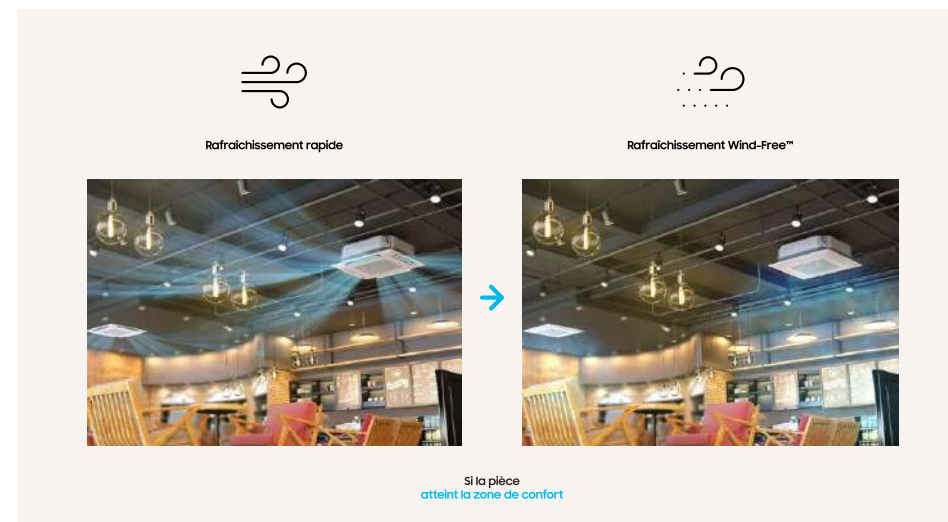 Rafraîchissement rapide
Rafraîchissement Wind-Free™
Si la pièce
atteint la zone de confort